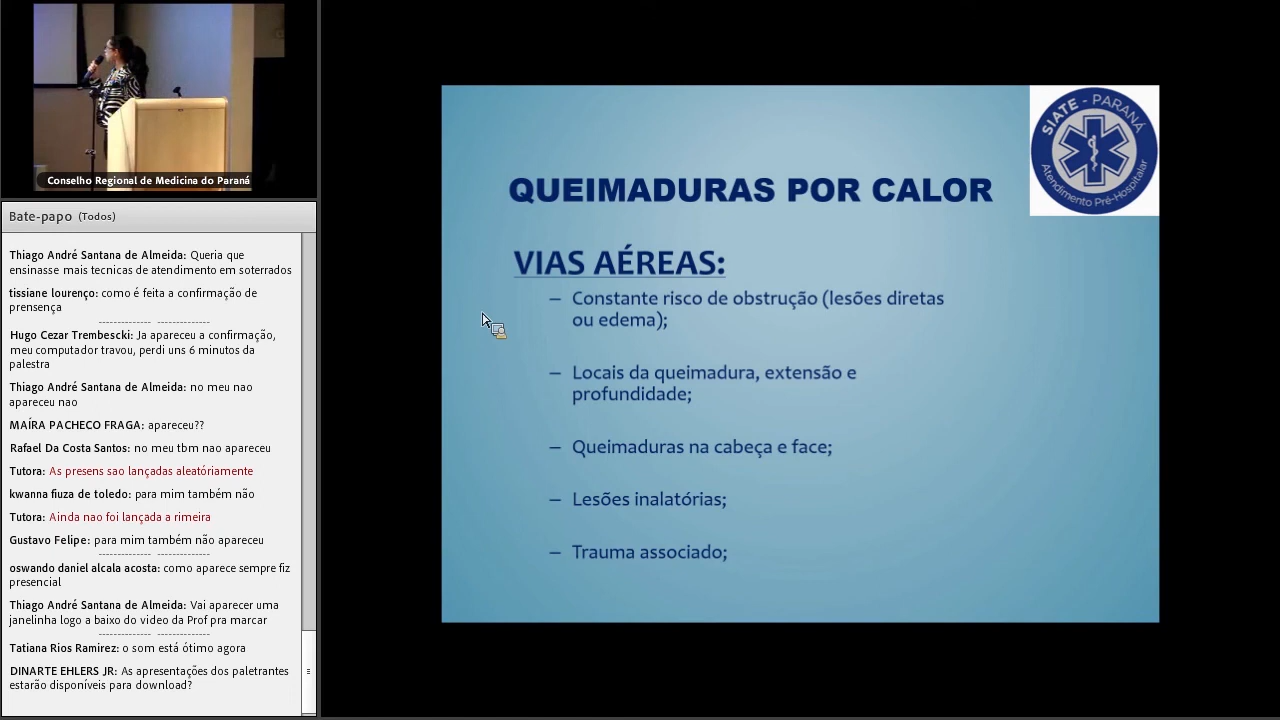 Conselho Regional de Medicina do Paraná
Bate-papo (Todos)
Thiago André Santana de Almeida: Queria que
ensinasse mais tecnicas de atendimento em soterrados
tissiane lourenço: como é feita a confirmação de
prensença
-------------- --------------
Hugo Cezar Trembescki: Ja apareceu a confirmação,
meu computador travou, perdi uns 6 minutos da
palestra
Thiago André Santana de Almeida: no meu nao
apareceu nao
MAÍRA PACHECO FRAGA: apareceu??
Rafael Da Costa Santos: no meu tbm nao apareceu
Tutora: As presens sao lançadas aleatóriamente
kwanna fiuza de toledo: para mim também não
Tutora: Ainda nao foi lançada a rimeira
Gustavo Felipe: para mim também não apareceu
-------------- --------------
oswando daniel alcala acosta: como aparece sempre fiz
presencial
Thiago André Santana de Almeida: Vai aparecer uma
janelinha logo a baixo do video da Prof pra marcar
-------------- --------------
Tatiana Rios Ramirez: o som está ótimo agora
DINARTE EHLERS JR: As apresentações dos paletrantes
estarão disponíveis para download?
SIATE - PARANÁ
Atendimento Pré-Hospitalar
QUEIMADURAS POR CALOR
VIAS AÉREAS:
– Constante risco de obstrução (lesões diretas
ou edema);
– Locais da queimadura, extensão e
profundidade;
– Queimaduras na cabeça e face;
– Lesões inalatórias;
– Trauma associado;